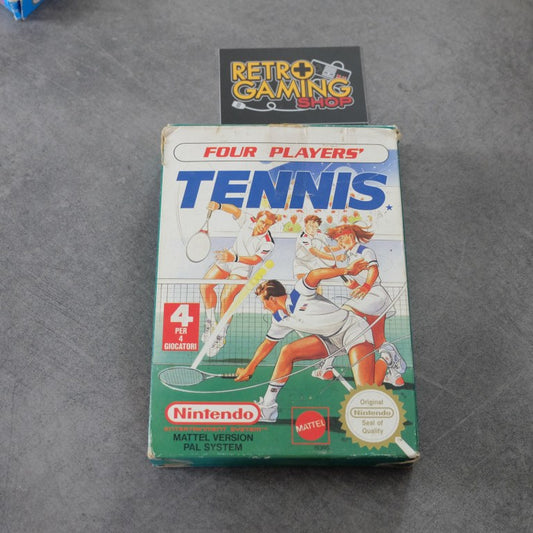 RETRO
GAMING
SHOP
FOUR PLAYERS'
TENNIS
4
PER
4
GIOCATORI
Nintendo
ENTERTAINMENT SYSTEM™
MATTEL VERSION
PAL SYSTEM
MATTEL
Original
Nintendo
Seal of
Quality